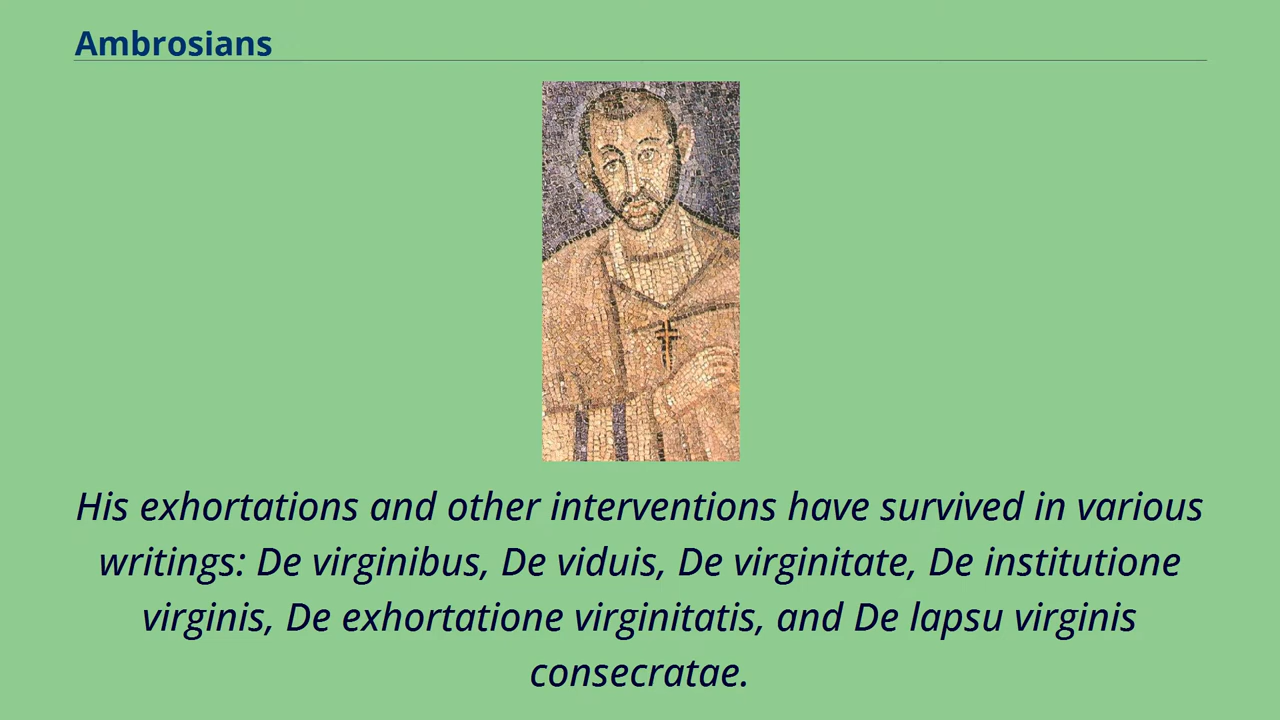 Ambrosians
His exhortations and other interventions have survived in various
writings: De virginibus, De viduis, De virginitate, De institutione
virginis, De exhortatione virginitatis, and De lapsu virginis
consecratae.